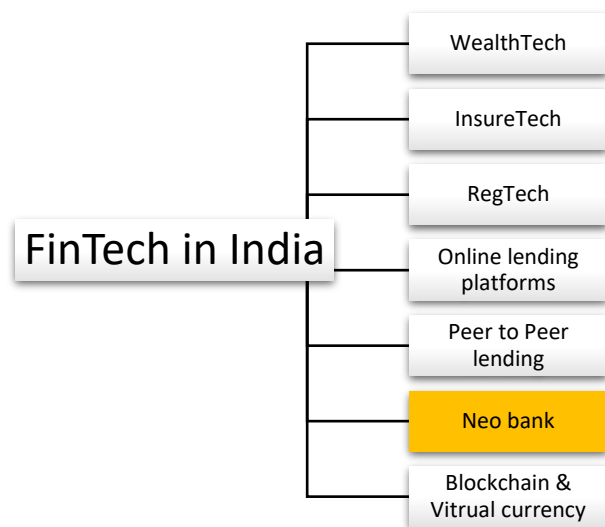 FinTech in India
WealthTech
InsureTech
RegTech
Online lending
platforms
Peer to Peer
lending
Neo bank
Blockchain &
Vitrual currency